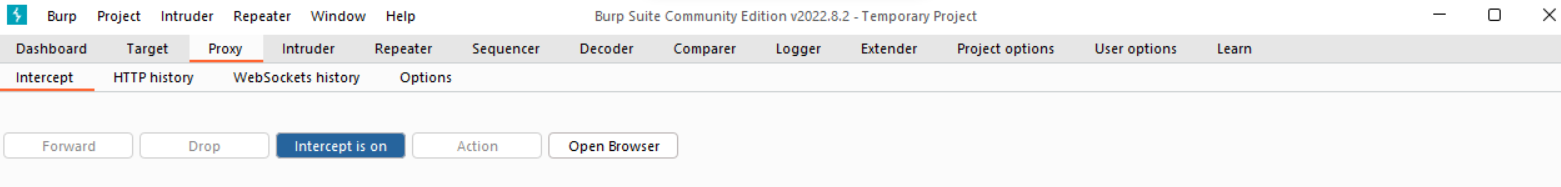 Burp Project Intruder Repeater Window Help Burp Suite Community Edition v2022.8.2 - Temporary Project
Dashboard Target Proxy Intruder Repeater Sequencer Decoder Comparer Logger Extender Project options User options Learn
Intercept HTTP history WebSockets history Options
Forward Drop Intercept is on Action Open Browser